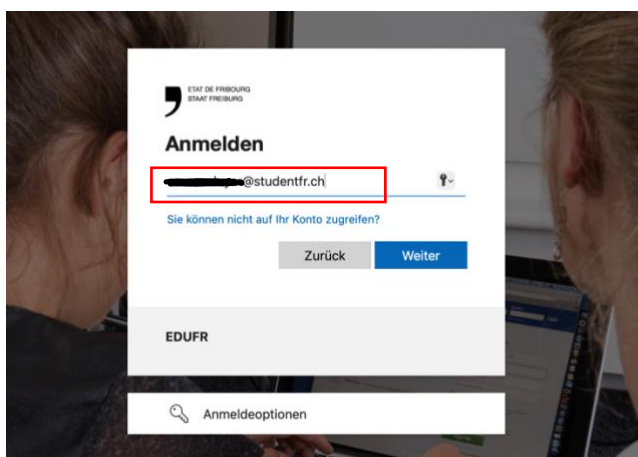 ETAT DE FRIBOURG
STAAT FREIBURG
Anmelden
@studentfr.ch
Sie können nicht auf Ihr Konto zugreifen?
Zurück Weiter
EDUFR
Anmeldeoptionen